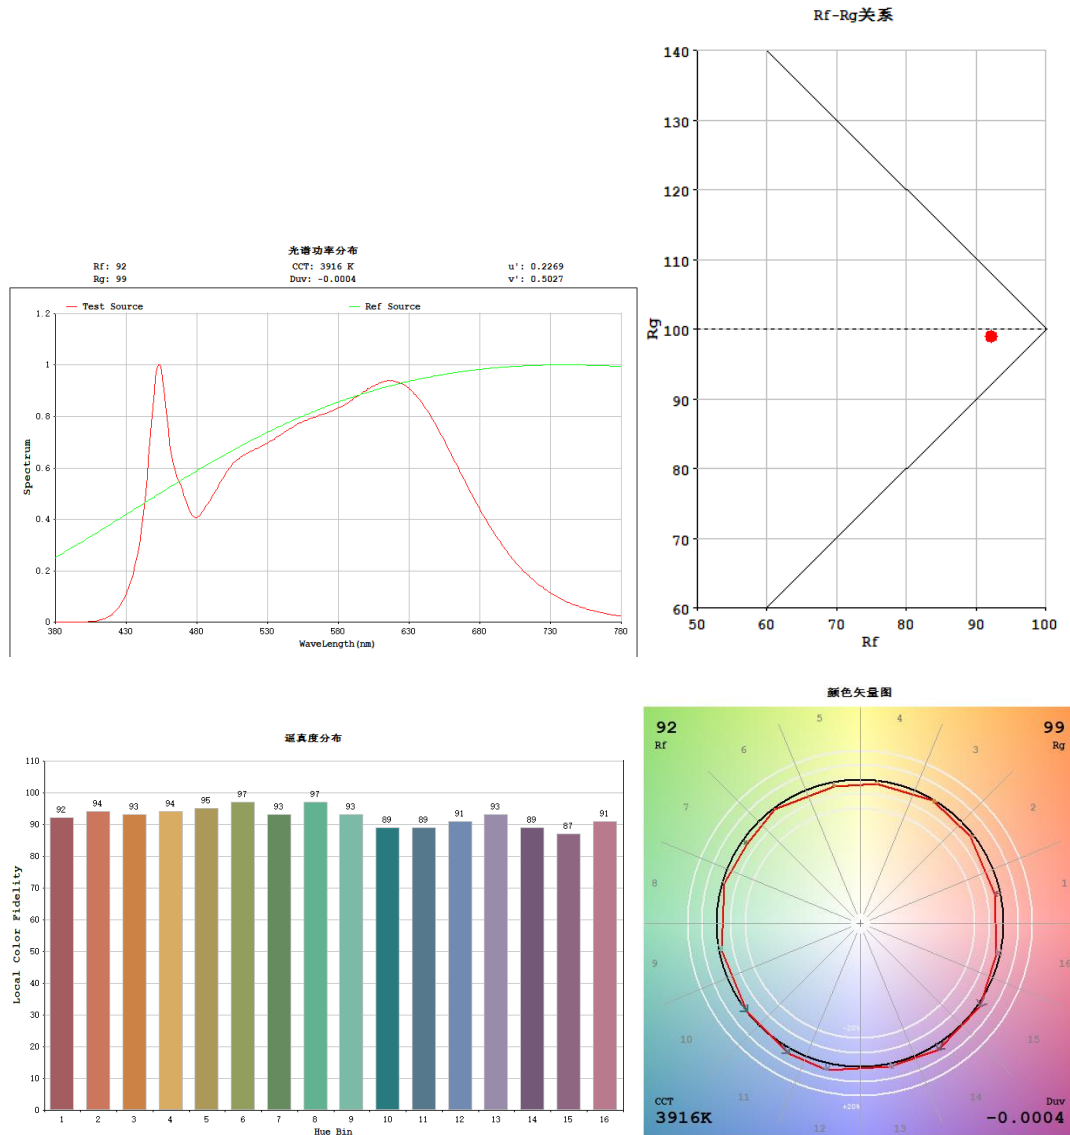 Rf-Rg关系
140
130
120
110
100
90
80
70
60
Rg
50 60 70 80 90 100
Rf
光谱功率分布
Rf: 92 CCT: 3916 K u': 0.2269
Rg: 99 Duv: -0.0004 v': 0.5027
Test Source Ref Source
1.2
1
0.8
0.6
0.4
0.2
0
Spectrum
380 430 480 530 580 630 680 730 780
WaveLength(nm)
逼真度分布
110
100
90
80
70
60
50
40
30
20
10
0
Local Color Fidelity
92 94 93 94 95 97 93 97 93 89 89 91 93 89 87 91
1 2 3 4 5 6 7 8 9 10 11 12 13 14 15 16
Hue Bin
颜色矢量图
92
Rf
99
Rg
5 4
6 3
7 2
8 1
9 16
10 15
11 14
12 13
-20%
+20%
CCT
3916K
Duv
-0.0004